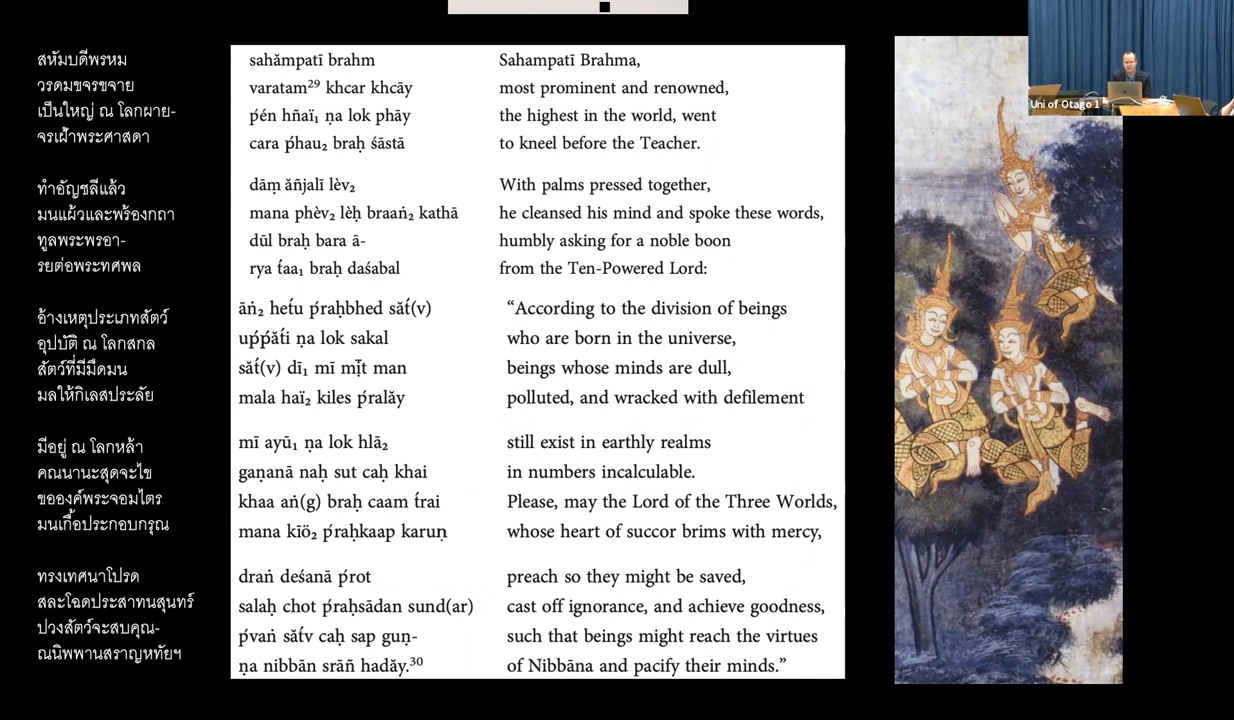 สหัมบดีพรหม
วรดมขจรขจาย
เป็นใหญ่ ณ โลกผาย-
จรเฝ้าพระศาสดา
ทำอัญชลีแล้ว
มนแผ้วและพร้องกถา
ทูลพระพรอา-
รยต่อพระทศพล
อ้างเหตุประเภทสัตว์
อุปบัติ ณ โลกสกล
สัตว์ที่มีมืดมน
มลให้กิเลสประลัย
มีอยู่ ณ โลกหล้า
คณนานะสุดจะไข
ขอองค์พระจอมไตร
มนเกื้อประกอบกรุณ
ทรงเทศนาโปรด
สละโฉดประสาทนสุนทร์
ปวงสัตว์จะสบคุณ-
ณนิพพานสราญหทัยฯ
sahămpatī brahm
varatam²⁹ khcar khcāy
ṕén hñaï₁ ṇa lok phāy
cara ṕhau₂ braḥ śāstā
dāṃ ăñjalī lèv₂
mana phèv₂ lèḥ braaṅ₂ kathā
dūl braḥ bara ā-
rya t́aa₁ braḥ daśabal
āṅ₂ het́u ṕraḥbhed săt́(v)
uṕṕăt́i ṇa lok sakal
săt́(v) dī₁ mī mït man
mala haï₂ kiles ṕralăy
mī ayū₁ ṇa lok hlā₂
gaṇanā naḥ sut caḥ khai
khaa aṅ(g) braḥ caam t́rai
mana kïö₂ ṕraḥkaap karuṇ
draṅ deśanā ṕrot
salaḥ chot ṕraḥsādan sund(ar)
ṕvaṅ săt́v caḥ sap guṇ-
ṇa nibbān srāñ hadăy.³⁰
Sahampatī Brahma,
most prominent and renowned,
the highest in the world, went
to kneel before the Teacher.
With palms pressed together,
he cleansed his mind and spoke these words,
humbly asking for a noble boon
from the Ten-Powered Lord:
“According to the division of beings
who are born in the universe,
beings whose minds are dull,
polluted, and wracked with defilement
still exist in earthly realms
in numbers incalculable.
Please, may the Lord of the Three Worlds,
whose heart of succor brims with mercy,
preach so they might be saved,
cast off ignorance, and achieve goodness,
such that beings might reach the virtues
of Nibbāna and pacify their minds.”
Uni of Otago 1